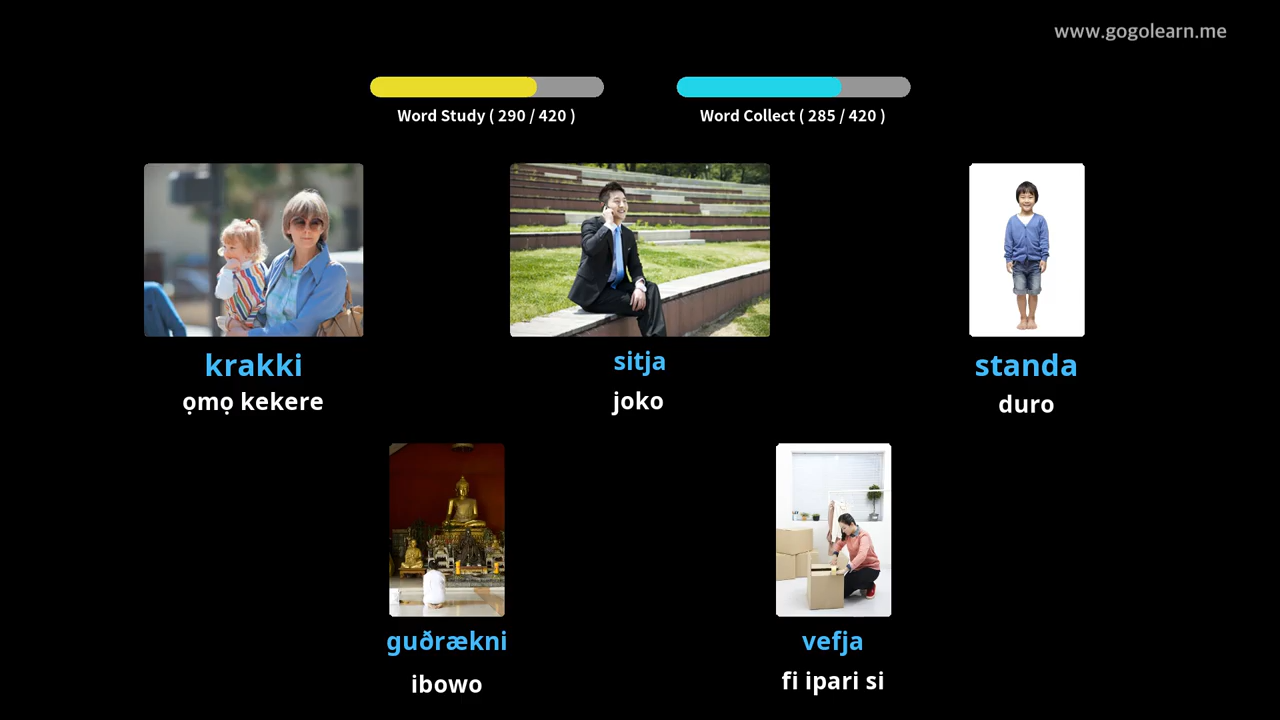 www.gogolearn.me
Word Study ( 290 / 420 )
Word Collect ( 285 / 420 )
krakki
ọmọ kekere
sitja
joko
standa
duro
guðrækni
ibowo
vefja
fi ipari si